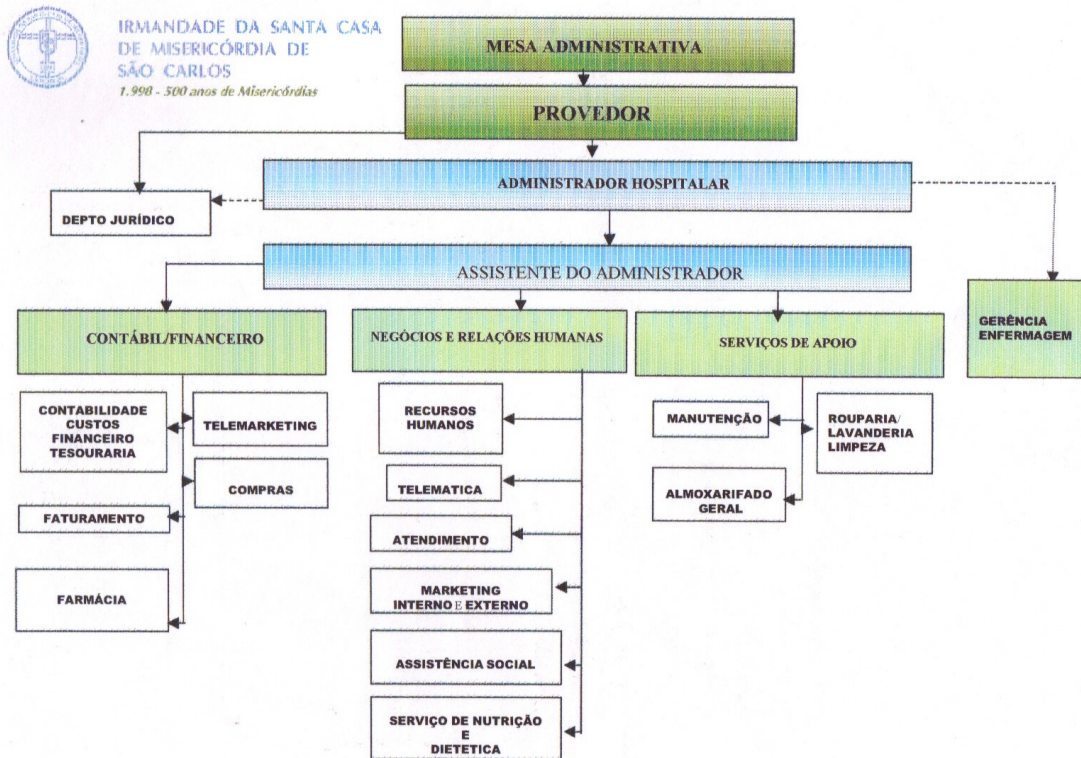 IRMANDADE DA SANTA CASA
DE MISERICÓRDIA DE
SÃO CARLOS
1.998 - 500 anos de Misericórdias
MESA ADMINISTRATIVA
PROVEDOR
ADMINISTRADOR HOSPITALAR
DEPTO JURÍDICO
ASSISTENTE DO ADMINISTRADOR
CONTÁBIL/FINANCEIRO
NEGÓCIOS E RELAÇÕES HUMANAS
SERVIÇOS DE APOIO
GERÊNCIA
ENFERMAGEM
CONTABILIDADE
CUSTOS
FINANCEIRO
TESOURARIA
TELEMARKETING
COMPRAS
FATURAMENTO
FARMÁCIA
RECURSOS
HUMANOS
TELEMATICA
ATENDIMENTO
MARKETING
INTERNO E EXTERNO
ASSISTÊNCIA SOCIAL
SERVIÇO DE NUTRIÇÃO
E
DIETETICA
MANUTENÇÃO
ROUPARIA/
LAVANDERIA
LIMPEZA
ALMOXARIFADO
GERAL